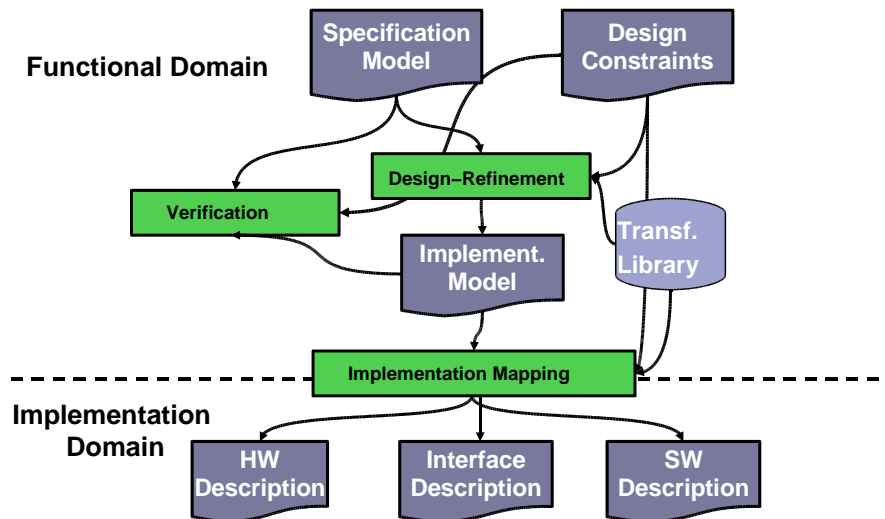 Specification
Model
Design
Constraints
Functional Domain
Design−Refinement
Verification
Transf.
Library
Implement.
Model
Implementation Mapping
Implementation
Domain
HW
Description
Interface
Description
SW
Description